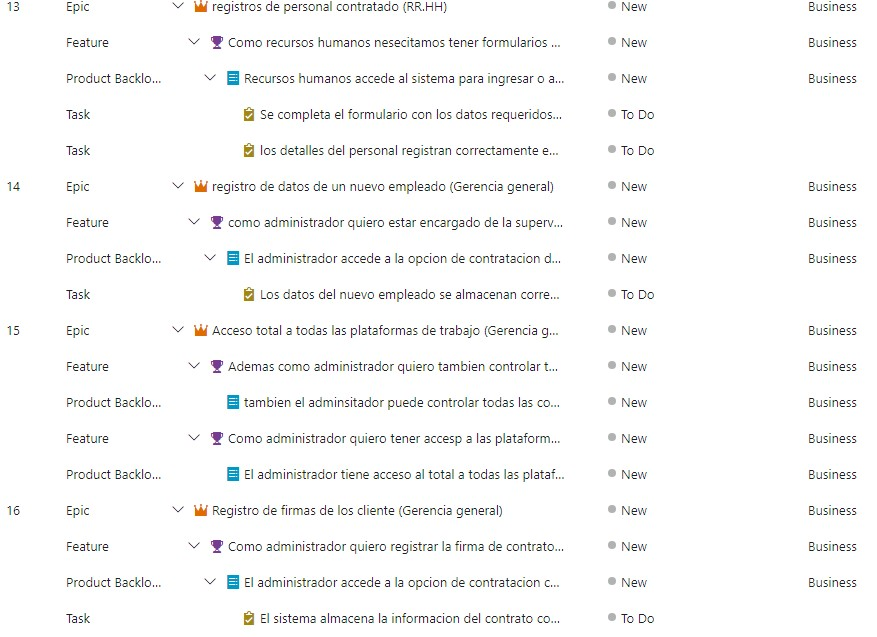 13 Epic registros de personal contratado (RR.HH) New Business
Feature Como recursos humanos nesecitamos tener formularios ... New Business
Product Backlo... Recursos humanos accede al sistema para ingresar o a... New Business
Task Se completa el formulario con los datos requeridos... To Do
Task los detalles del personal registran correctamente e... To Do
14 Epic registro de datos de un nuevo empleado (Gerencia general) New Business
Feature como administrador quiero estar encargado de la superv... New Business
Product Backlo... El administrador accede a la opcion de contratacion d... New Business
Task Los datos del nuevo empleado se almacenan corre... To Do
15 Epic Acceso total a todas las plataformas de trabajo (Gerencia g... New Business
Feature Ademas como administrador quiero tambien controlar t... New Business
Product Backlo... tambien el adminsitador puede controlar todas las co... New Business
Feature Como administrador quiero tener accesp a las plataform... New Business
Product Backlo... El administrador tiene acceso al total a todas las plataf... New Business
16 Epic Registro de firmas de los cliente (Gerencia general) New Business
Feature Como administrador quiero registrar la firma de contrato... New Business
Product Backlo... El administrador accede a la opcion de contratacion c... New Business
Task El sistema almacena la informacion del contrato co... To Do